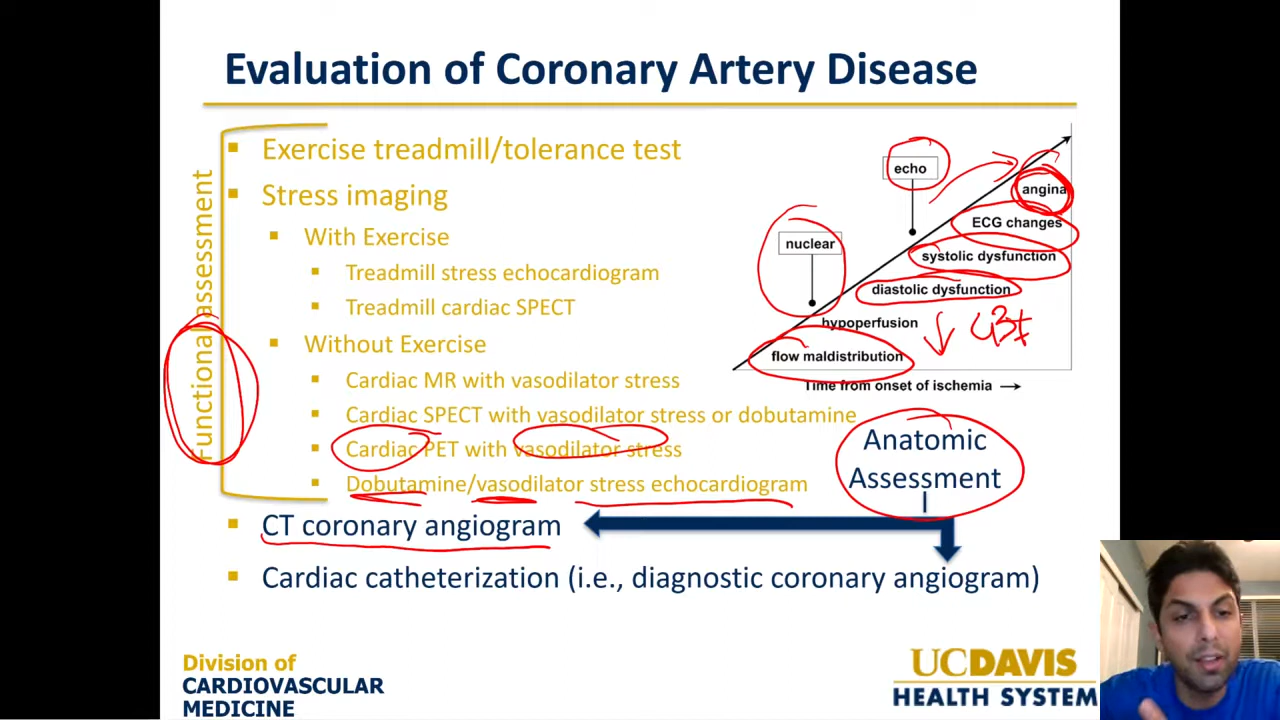 Evaluation of Coronary Artery Disease
Functional assessment
▪ Exercise treadmill/tolerance test
▪ Stress imaging
▪ With Exercise
▪ Treadmill stress echocardiogram
▪ Treadmill cardiac SPECT
▪ Without Exercise
▪ Cardiac MR with vasodilator stress
▪ Cardiac SPECT with vasodilator stress or dobutamine
▪ Cardiac PET with vasodilator stress
▪ Dobutamine/vasodilator stress echocardiogram
▪ CT coronary angiogram
▪ Cardiac catheterization (i.e., diagnostic coronary angiogram)
echo
angina
ECG changes
nuclear
systolic dysfunction
diastolic dysfunction
hypoperfusion
flow maldistribution
Time from onset of ischemia
Anatomic
Assessment
Division of
CARDIOVASCULAR
MEDICINE
UCDAVIS
HEALTH SYSTEM